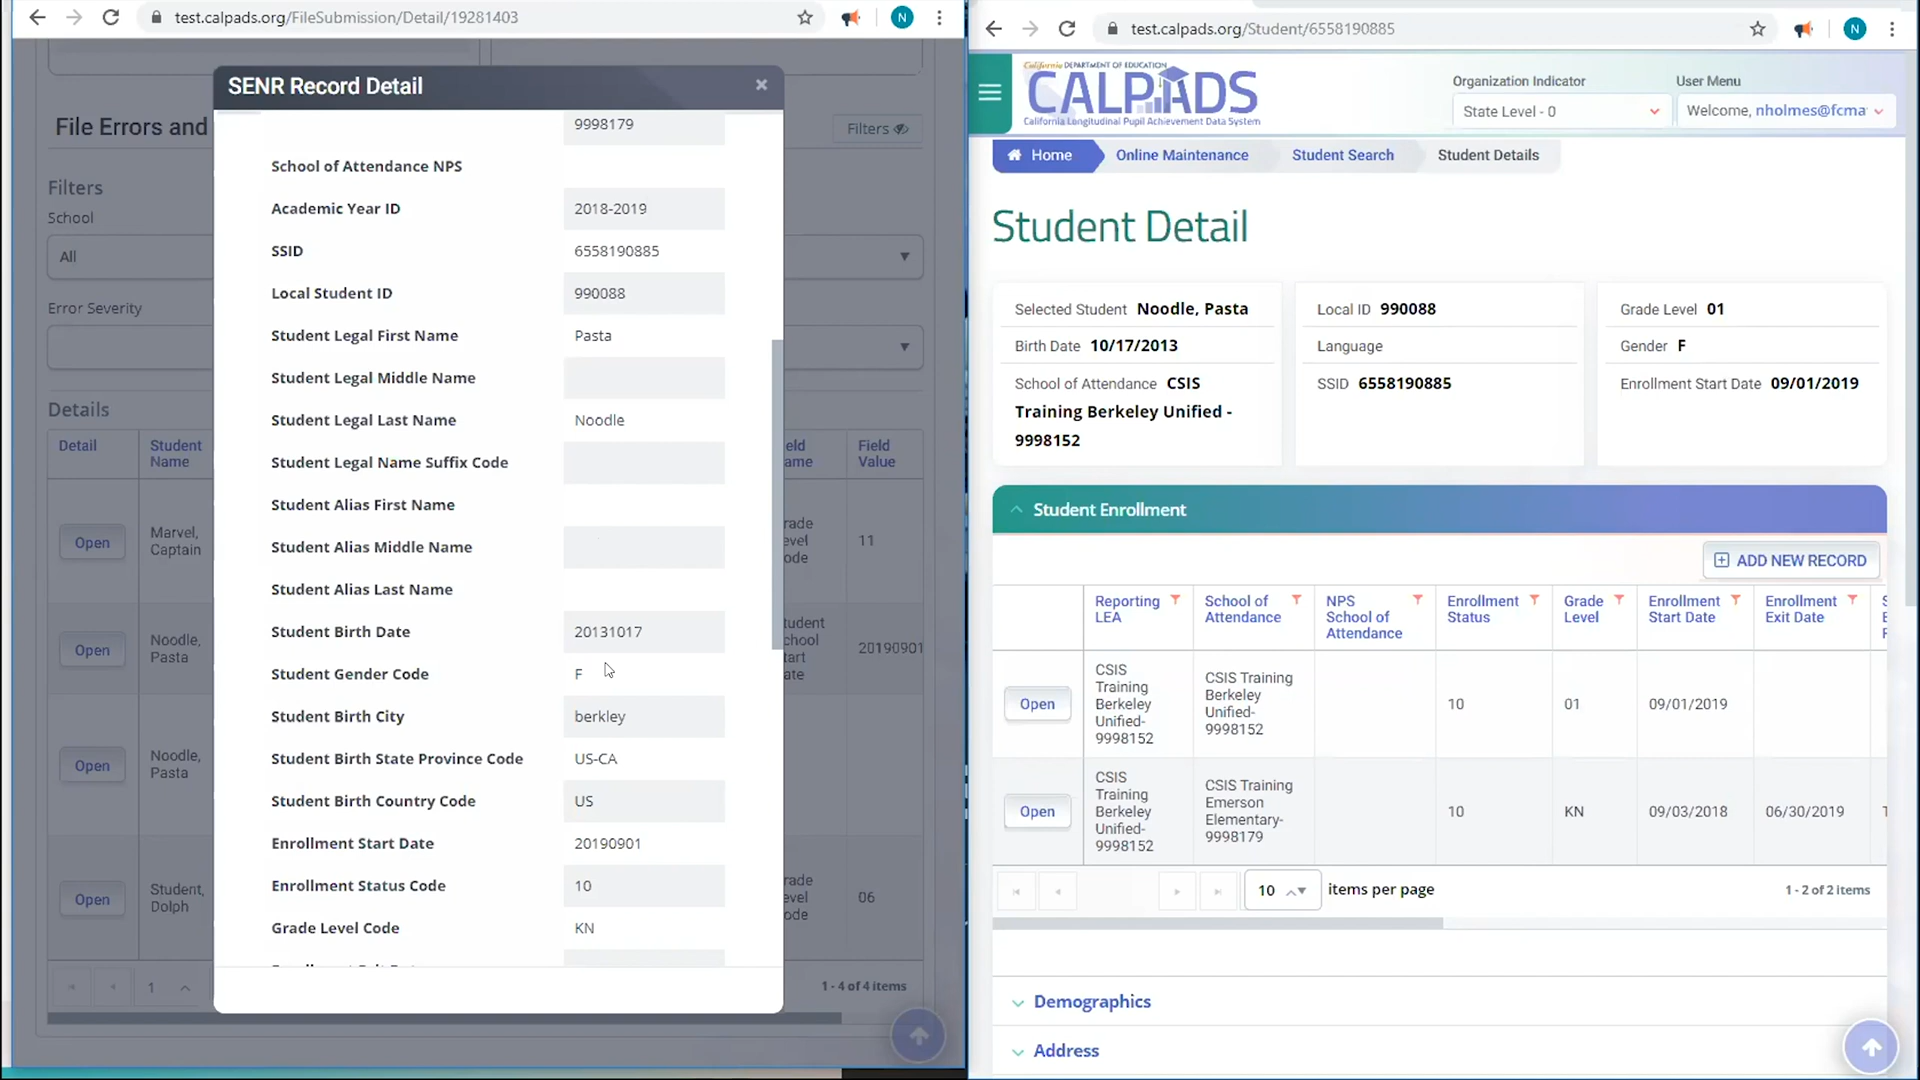 test.calpads.org/FileSubmission/Detail/19281403
N
File Errors and
Filters
Filters
School
All
Error Severity
Details
Detail
Student Name
Field Value
Open
Marvel, Captain
11
Open
Noodle, Pasta
20190901
Open
Noodle, Pasta
Open
Student, Dolph
06
1
1 - 4 of 4 items
SENR Record Detail
×
9998179
School of Attendance NPS
Academic Year ID 2018-2019
SSID 6558190885
Local Student ID 990088
Student Legal First Name Pasta
Student Legal Middle Name
Student Legal Last Name Noodle
Student Legal Name Suffix Code
Student Alias First Name
Student Alias Middle Name
Student Alias Last Name
Student Birth Date 20131017
Student Gender Code F
Student Birth City berkley
Student Birth State Province Code US-CA
Student Birth Country Code US
Enrollment Start Date 20190901
Enrollment Status Code 10
Grade Level Code KN
test.calpads.org/Student/6558190885
N
California DEPARTMENT OF EDUCATION
CALPADS
California Longitudinal Pupil Achievement Data System
Organization Indicator
State Level - 0
User Menu
Welcome, nholmes@fcma
Home
Online Maintenance
Student Search
Student Details
Student Detail
Selected Student Noodle, Pasta
Birth Date 10/17/2013
School of Attendance CSIS
Training Berkeley Unified -
9998152
Local ID 990088
Language
SSID 6558190885
Grade Level 01
Gender F
Enrollment Start Date 09/01/2019
Student Enrollment
ADD NEW RECORD
Reporting LEA
School of Attendance
NPS School of Attendance
Enrollment Status
Grade Level
Enrollment Start Date
Enrollment Exit Date
Open
CSIS Training Berkeley Unified- 9998152
CSIS Training Berkeley Unified- 9998152
10
01
09/01/2019
Open
CSIS Training Berkeley Unified- 9998152
CSIS Training Emerson Elementary- 9998179
10
KN
09/03/2018
06/30/2019
10
items per page
1 - 2 of 2 items
Demographics
Address